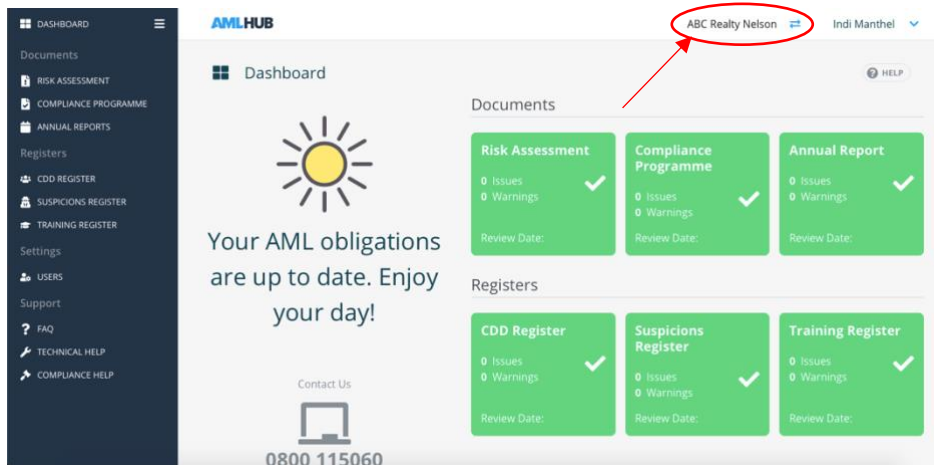 DASHBOARD
Documents
RISK ASSESSMENT
COMPLIANCE PROGRAMME
ANNUAL REPORTS
Registers
CDD REGISTER
SUSPICIONS REGISTER
TRAINING REGISTER
Settings
USERS
Support
FAQ
TECHNICAL HELP
COMPLIANCE HELP
AMLHUB
ABC Realty Nelson
Indi Manthel
Dashboard
HELP
Your AML obligations
are up to date. Enjoy
your day!
Contact Us
0800 115060
Documents
Risk Assessment
0 Issues
0 Warnings
Review Date:
Compliance
Programme
0 Issues
0 Warnings
Review Date:
Annual Report
0 Issues
0 Warnings
Review Date:
Registers
CDD Register
0 Issues
0 Warnings
Review Date:
Suspicions
Register
0 Issues
0 Warnings
Review Date:
Training Register
0 Issues
0 Warnings
Review Date: